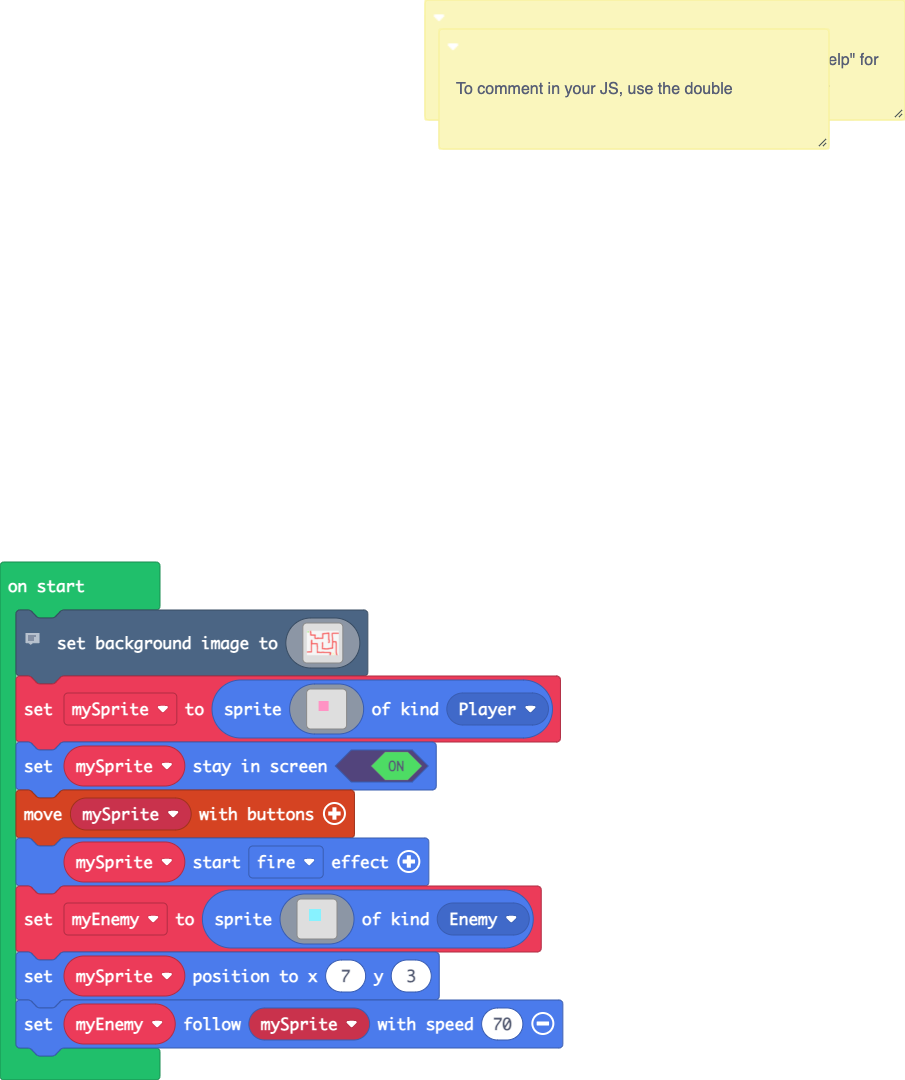 elp" for
To comment in your JS, use the double
on start
set background image to
set mySprite to sprite of kind Player
set mySprite stay in screen ON
move mySprite with buttons
mySprite start fire effect
set myEnemy to sprite of kind Enemy
set mySprite position to x 7 y 3
set myEnemy follow mySprite with speed 70